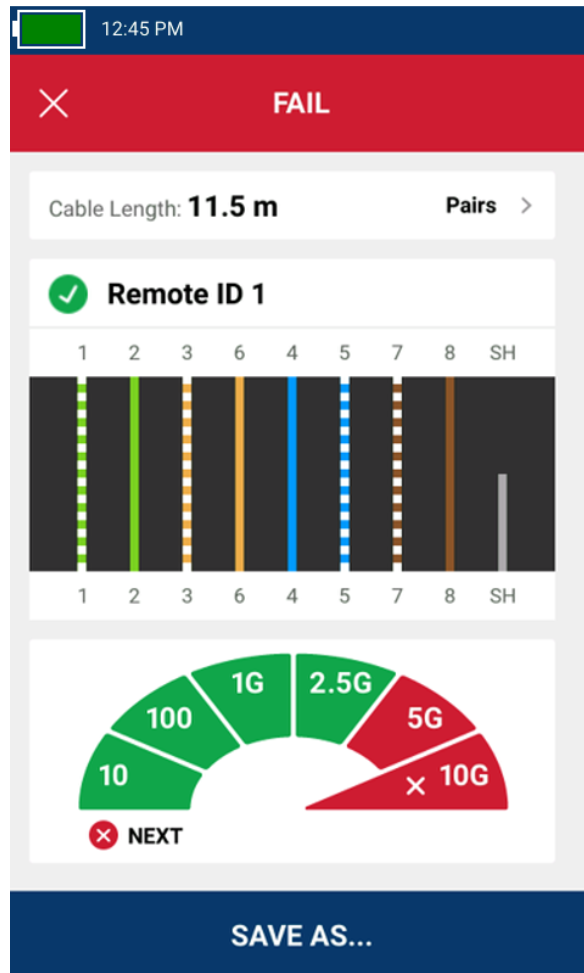 12:45 PM
FAIL
Cable Length: 11.5 m Pairs
Remote ID 1
1 2 3 6 4 5 7 8 SH
1 2 3 6 4 5 7 8 SH
10 100 1G 2.5G 5G 10G
NEXT
SAVE AS...